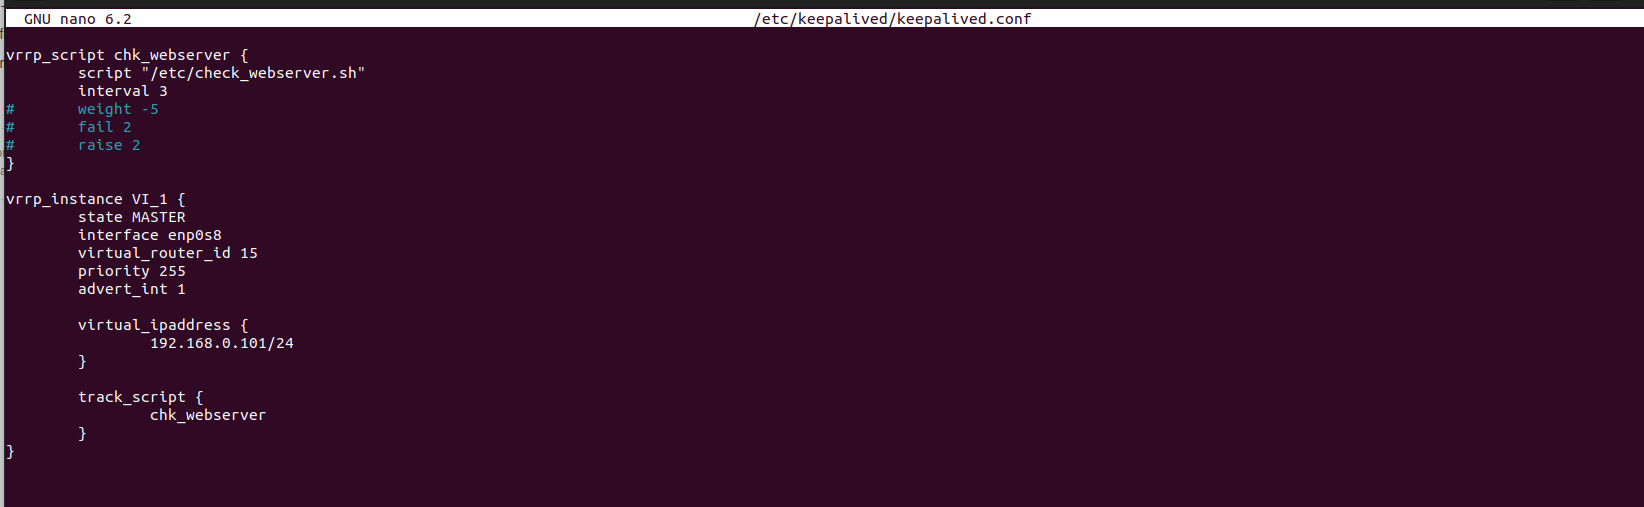 GNU nano 6.2 /etc/keepalived/keepalived.conf
vrrp_script chk_webserver {
script "/etc/check_webserver.sh"
interval 3
# weight -5
# fail 2
# raise 2
}
vrrp_instance VI_1 {
state MASTER
interface enp0s8
virtual_router_id 15
priority 255
advert_int 1
virtual_ipaddress {
192.168.0.101/24
}
track_script {
chk_webserver
}
}